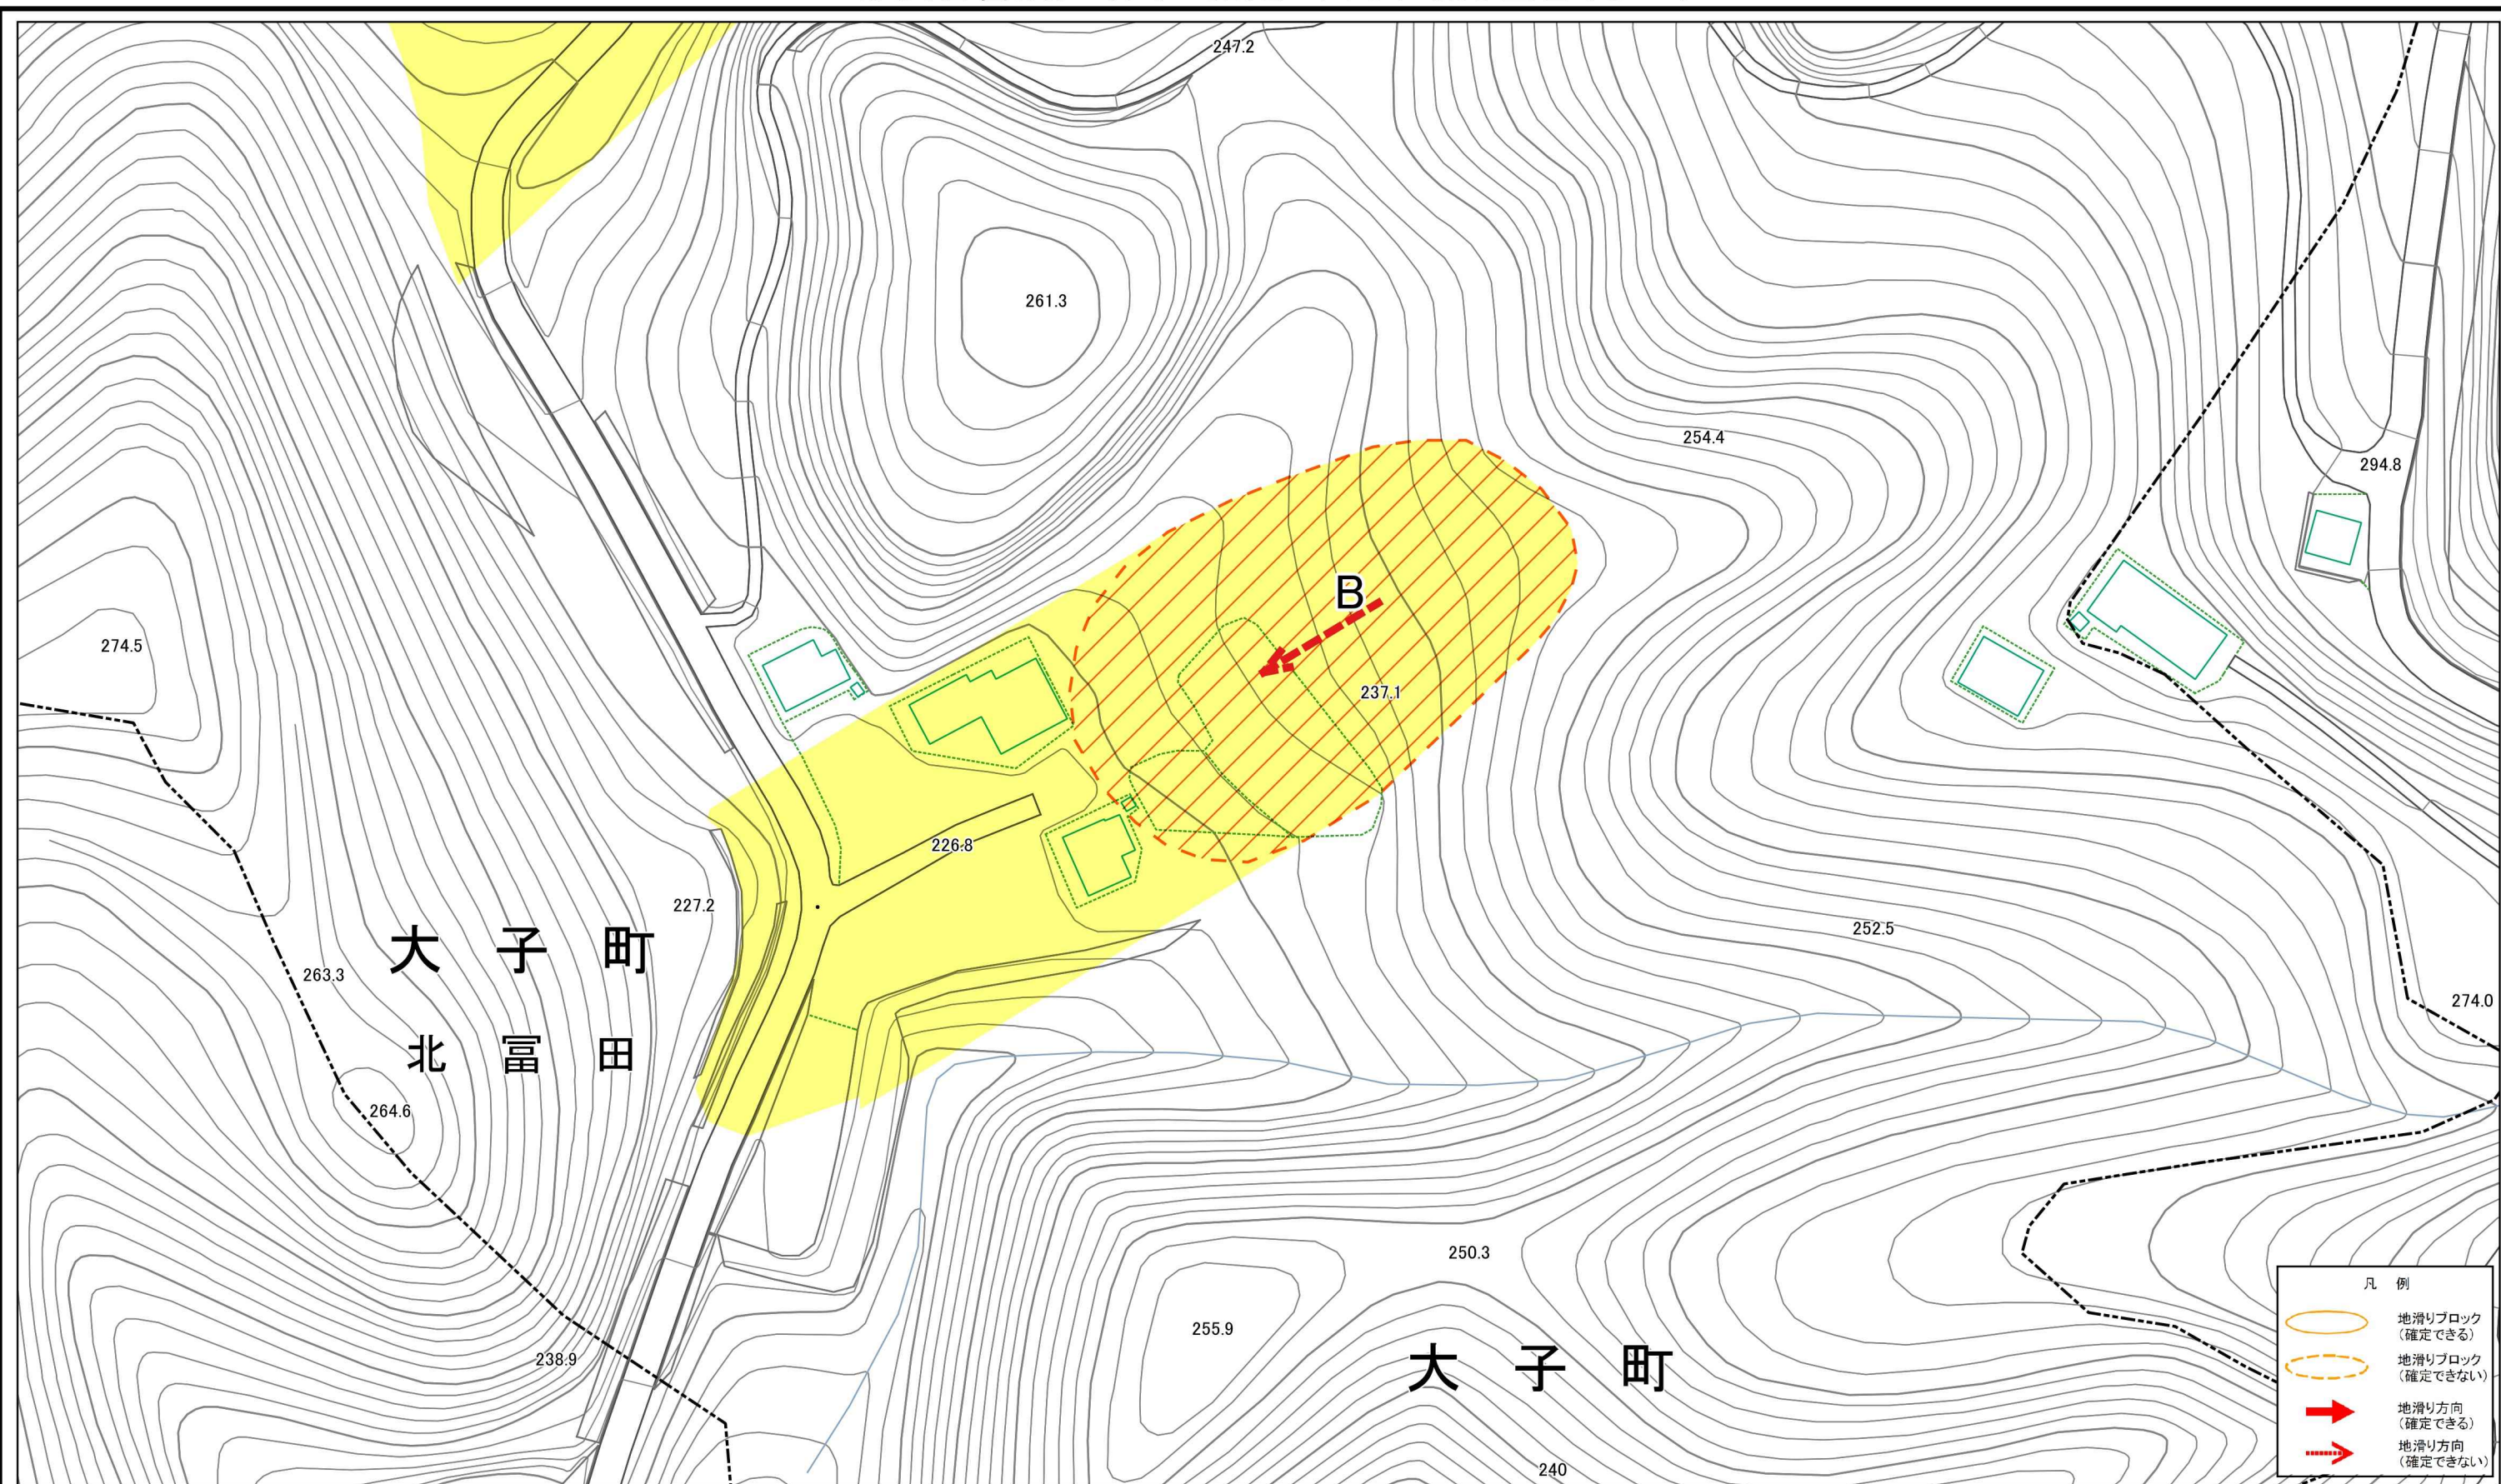 247.2
261.3
254.4
294.8
B
274.5
237.1
226.8
227.2
252.5
大子町
263.3
274.0
北冨田
264.6
250.3
255.9
238.9
大子町
240
凡例
地滑りブロック
（確定できる）
地滑りブロック
（確定できない）
地滑り方向
（確定できる）
地滑り方向
（確定できない）